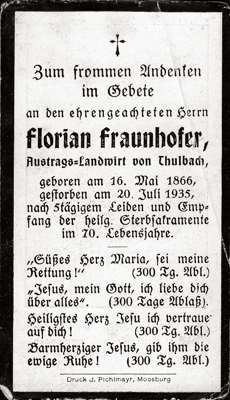 Zum frommen Andenken
im Gebete
an den ehrengeachteten Herrn
Florian Fraunhofer,
Austrags-Landwirt von Thulbach,
geboren am 16. Mai 1866,
gestorben am 20. Juli 1935,
nach 5tägigem Leiden und Emp-
fang der heilg. Sterbsakramente
im 70. Lebensjahre.
„Süßes Herz Maria, sei meine
Rettung!" (300 Tg. Abl.)
„Jesus, mein Gott, ich liebe dich
über alles". (300 Tage Ablaß).
Heiligstes Herz Jesu ich vertraue
auf dich! (300 Tg. Abl.)
Barmherziger Jesus, gib ihm die
ewige Ruhe! (300 Tg. Abl.)
Druck J. Pichlmayr, Moosburg